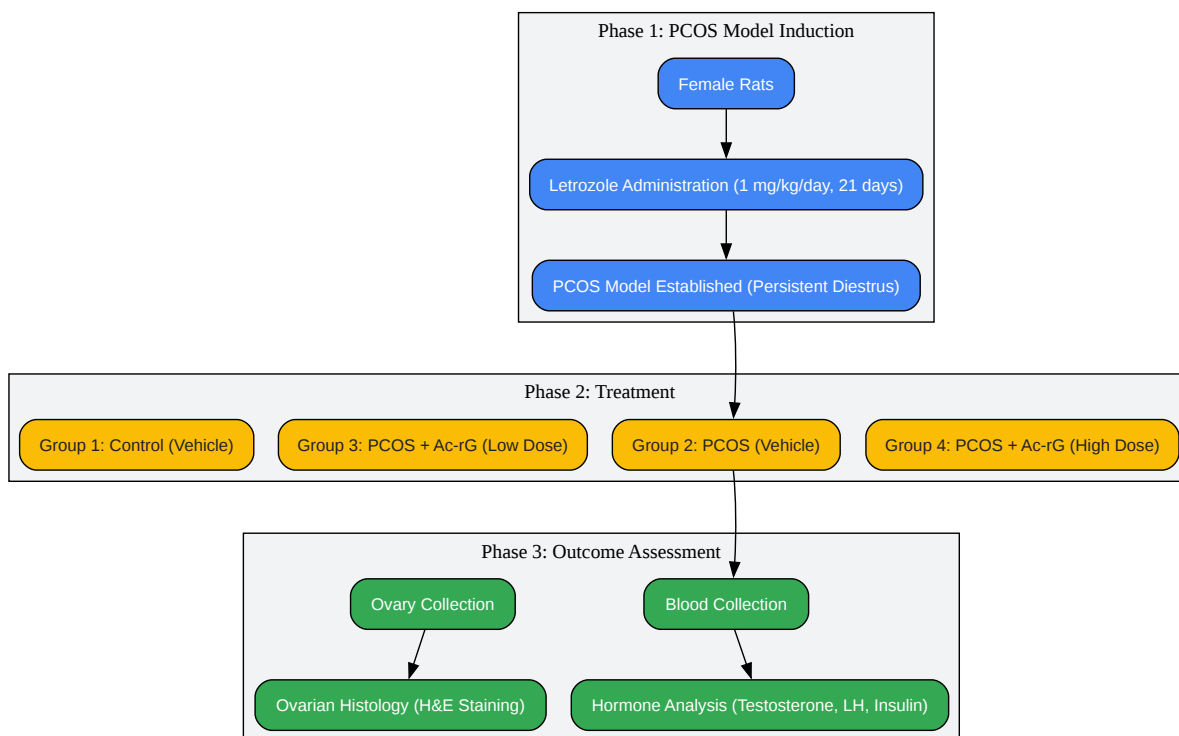 Phase 1: PCOS Model Induction
Female Rats
Letrozole Administration (1 mg/kg/day, 21 days)
PCOS Model Established (Persistent Diestrus)
Phase 2: Treatment
Group 1: Control (Vehicle)
Group 3: PCOS + Ac-rG (Low Dose)
Group 2: PCOS (Vehicle)
Group 4: PCOS + Ac-rG (High Dose)
Phase 3: Outcome Assessment
Ovary Collection
Blood Collection
Ovarian Histology (H&E Staining)
Hormone Analysis (Testosterone, LH, Insulin)